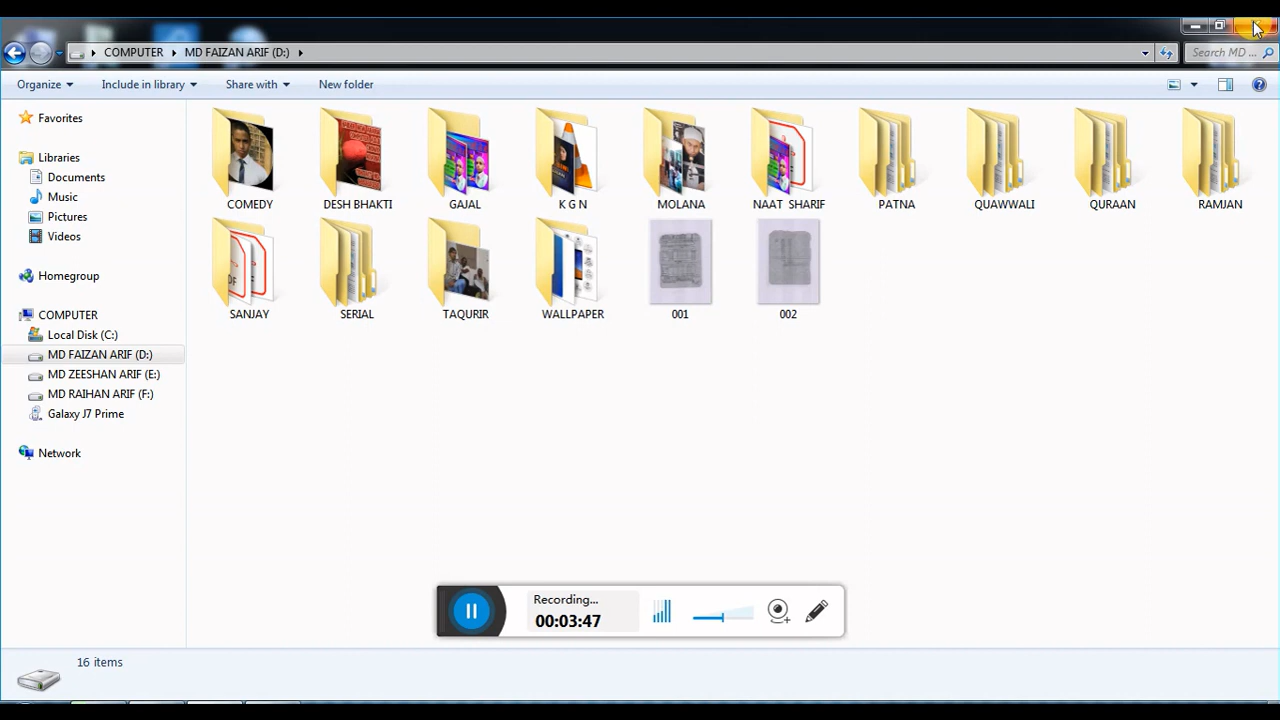 COMPUTER MD FAIZAN ARIF (D:)
Search MD ...
Organize Include in library Share with New folder
Favorites
Libraries
Documents
Music
Pictures
Videos
Homegroup
COMPUTER
Local Disk (C:)
MD FAIZAN ARIF (D:)
MD ZEESHAN ARIF (E:)
MD RAIHAN ARIF (F:)
Galaxy J7 Prime
Network
COMEDY DESH BHAKTI GAJAL K G N MOLANA NAAT SHARIF PATNA QUAWWALI QURAAN RAMJAN
SANJAY SERIAL TAQURIR WALLPAPER 001 002
Recording...
00:03:47
16 items